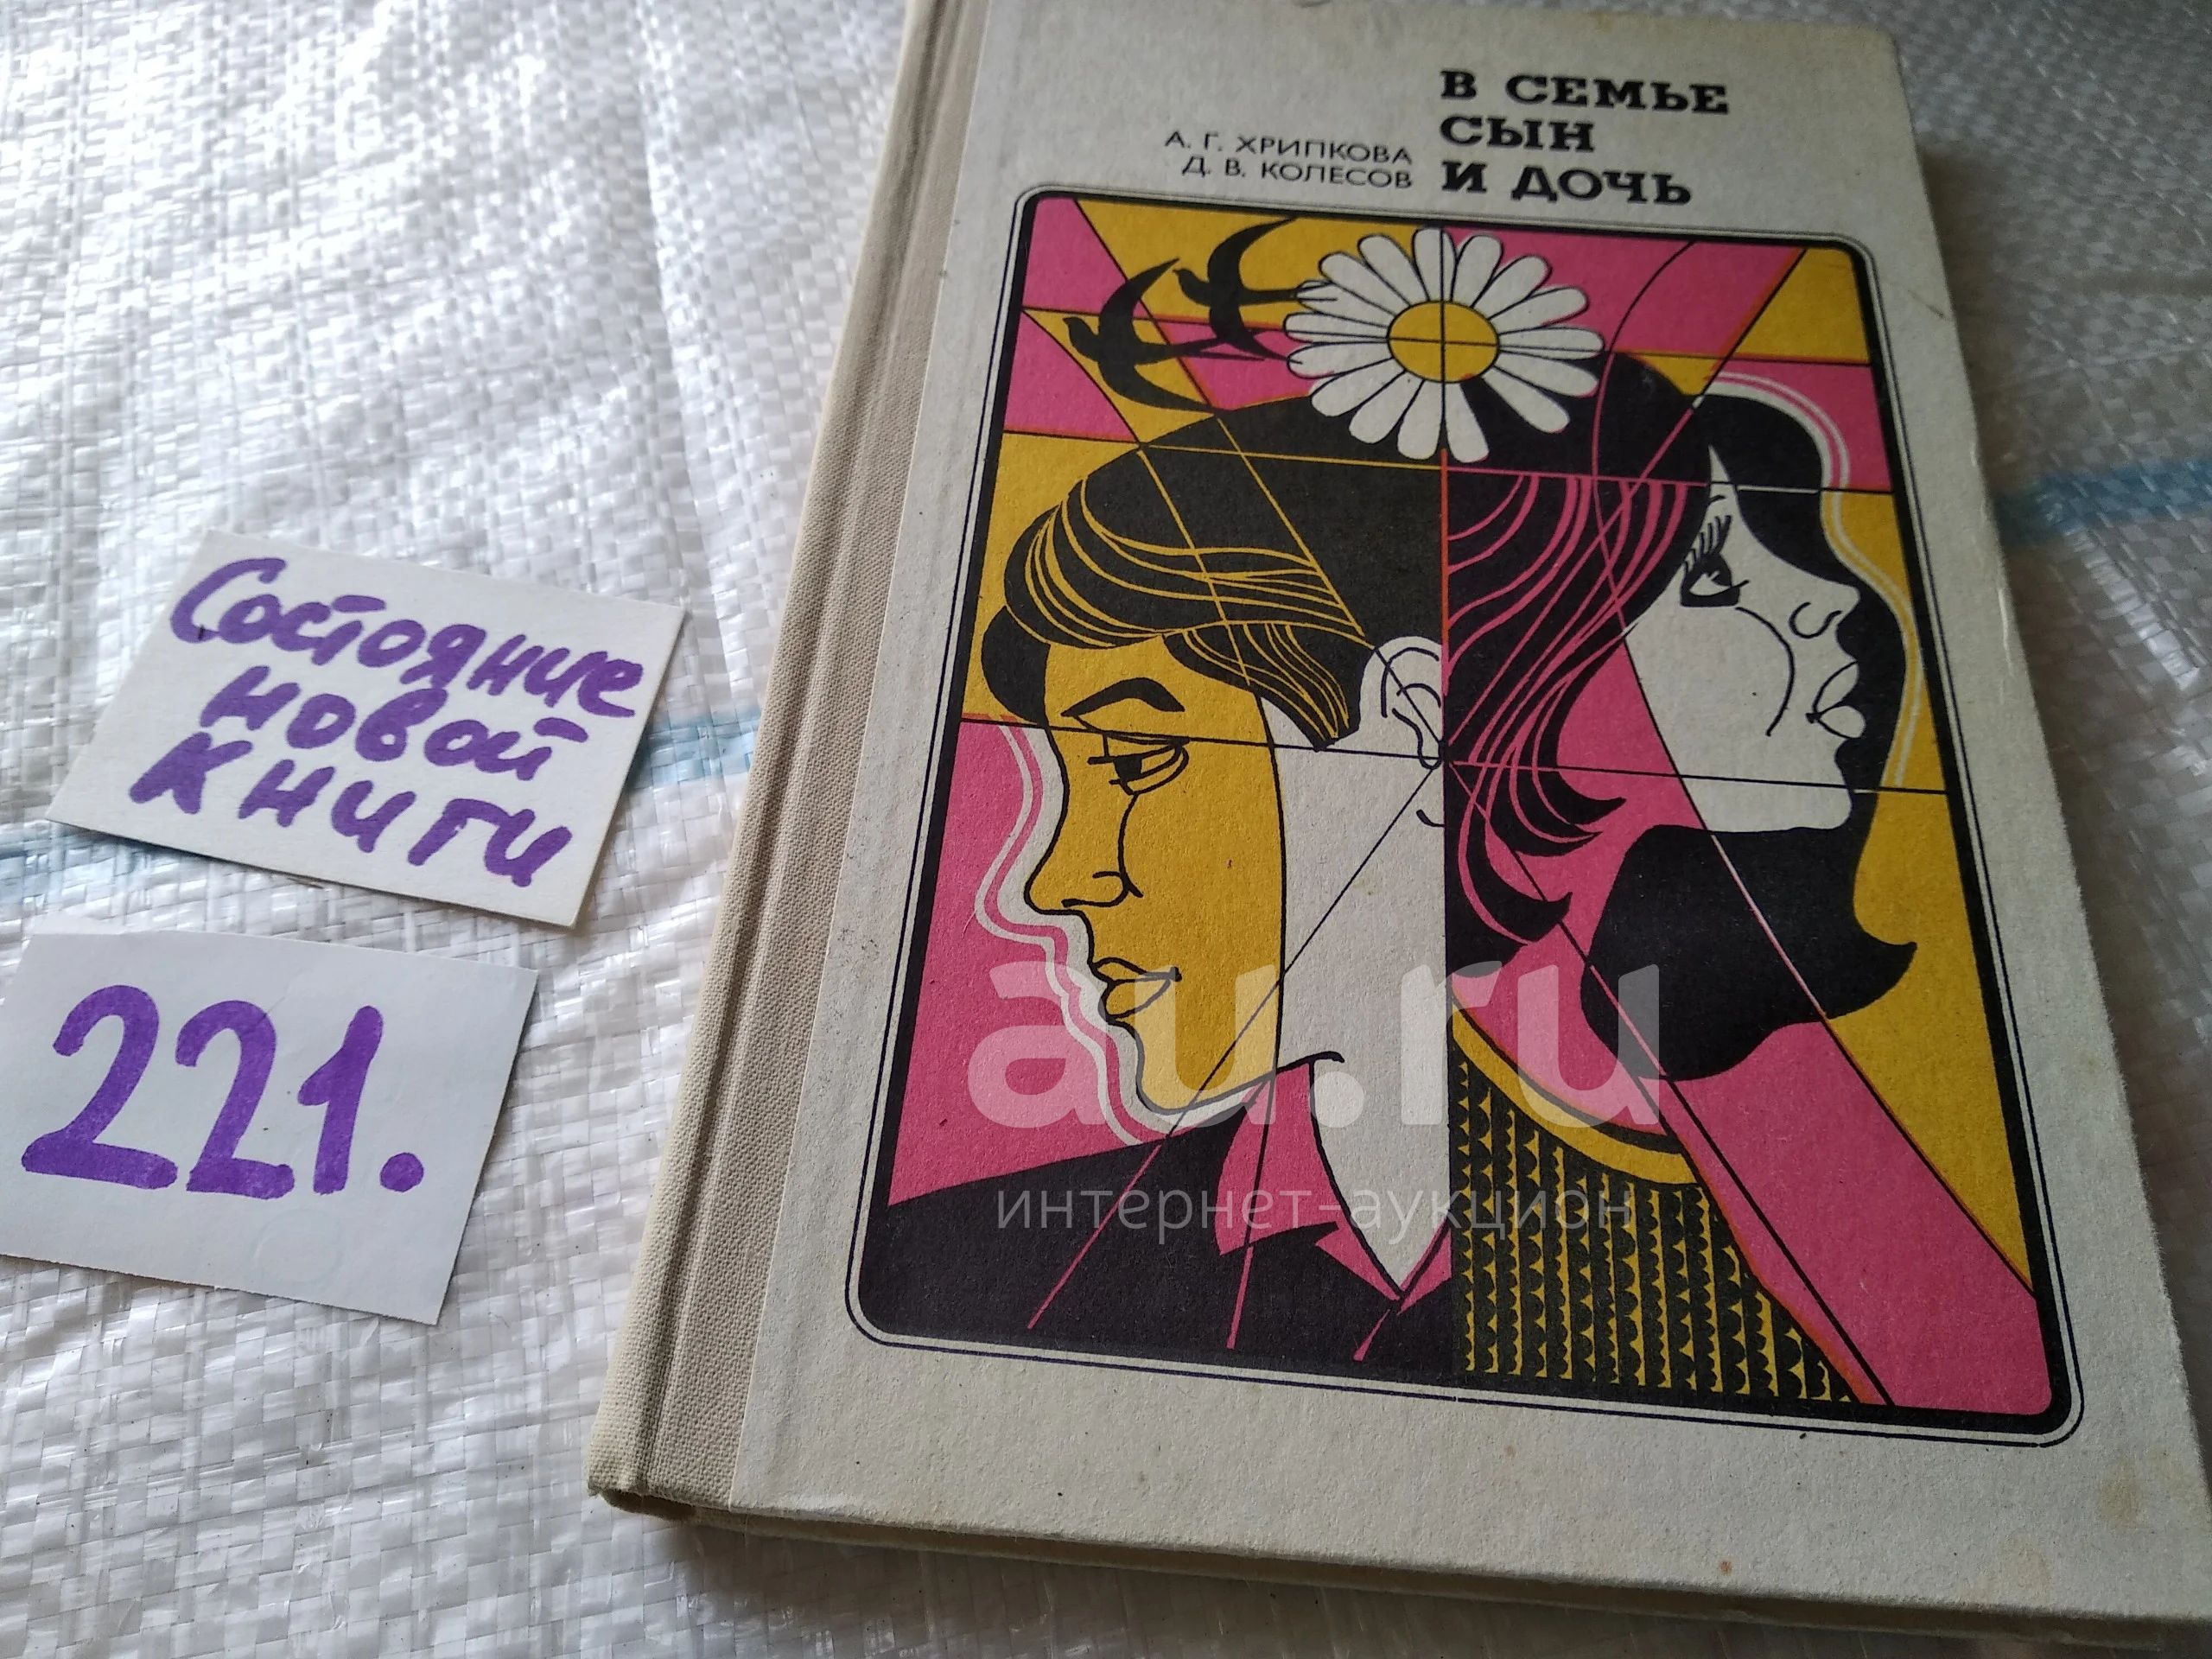 В СЕМЬЕ
СЫН
И ДОЧЬ
А. Г. ХРИПКОВА
Д. В. КОЛЕСОВ
Состояние
новой
книги
221.
au.ru
интернет-аукцион